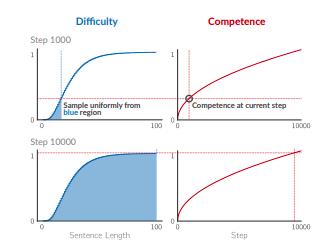 Difficulty
Competence
Step 1000
1
Sample uniformly from
blue region
0
0
100
1
Competence at current step
0
0
10000
Step 10000
1
0
0
100
Sentence Length
1
0
0
10000
Step